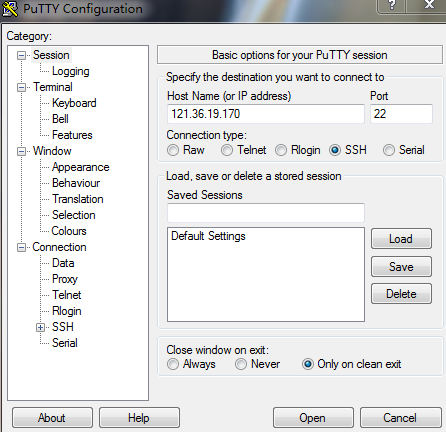 PuTTY Configuration
?
Category:
Session
Logging
Terminal
Keyboard
Bell
Features
Window
Appearance
Behaviour
Translation
Selection
Colours
Connection
Data
Proxy
Telnet
Rlogin
SSH
Serial
Basic options for your PuTTY session
Specify the destination you want to connect to
Host Name (or IP address) Port
121.36.19.170 22
Connection type:
Raw Telnet Rlogin SSH Serial
Load, save or delete a stored session
Saved Sessions
Default Settings
Load
Save
Delete
Close window on exit:
Always Never Only on clean exit
About Help Open Cancel